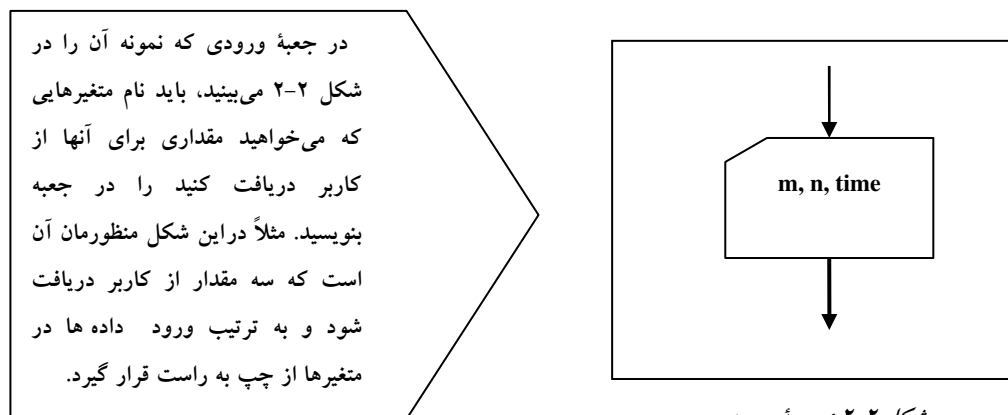 در جعبۀ ورودی که نمونه آن را در
شکل ۲-۲ می‌بینید، باید نام متغیرهایی
که می‌خواهید مقداری برای آنها از
کاربر دریافت کنید را در جعبه
بنویسید. مثلاً دراین شکل منظورمان آن
است که سه مقدار از کاربر دریافت
شود و به ترتیب ورود داده ها در
متغیرها از چپ به راست قرار گیرد.
m, n, time